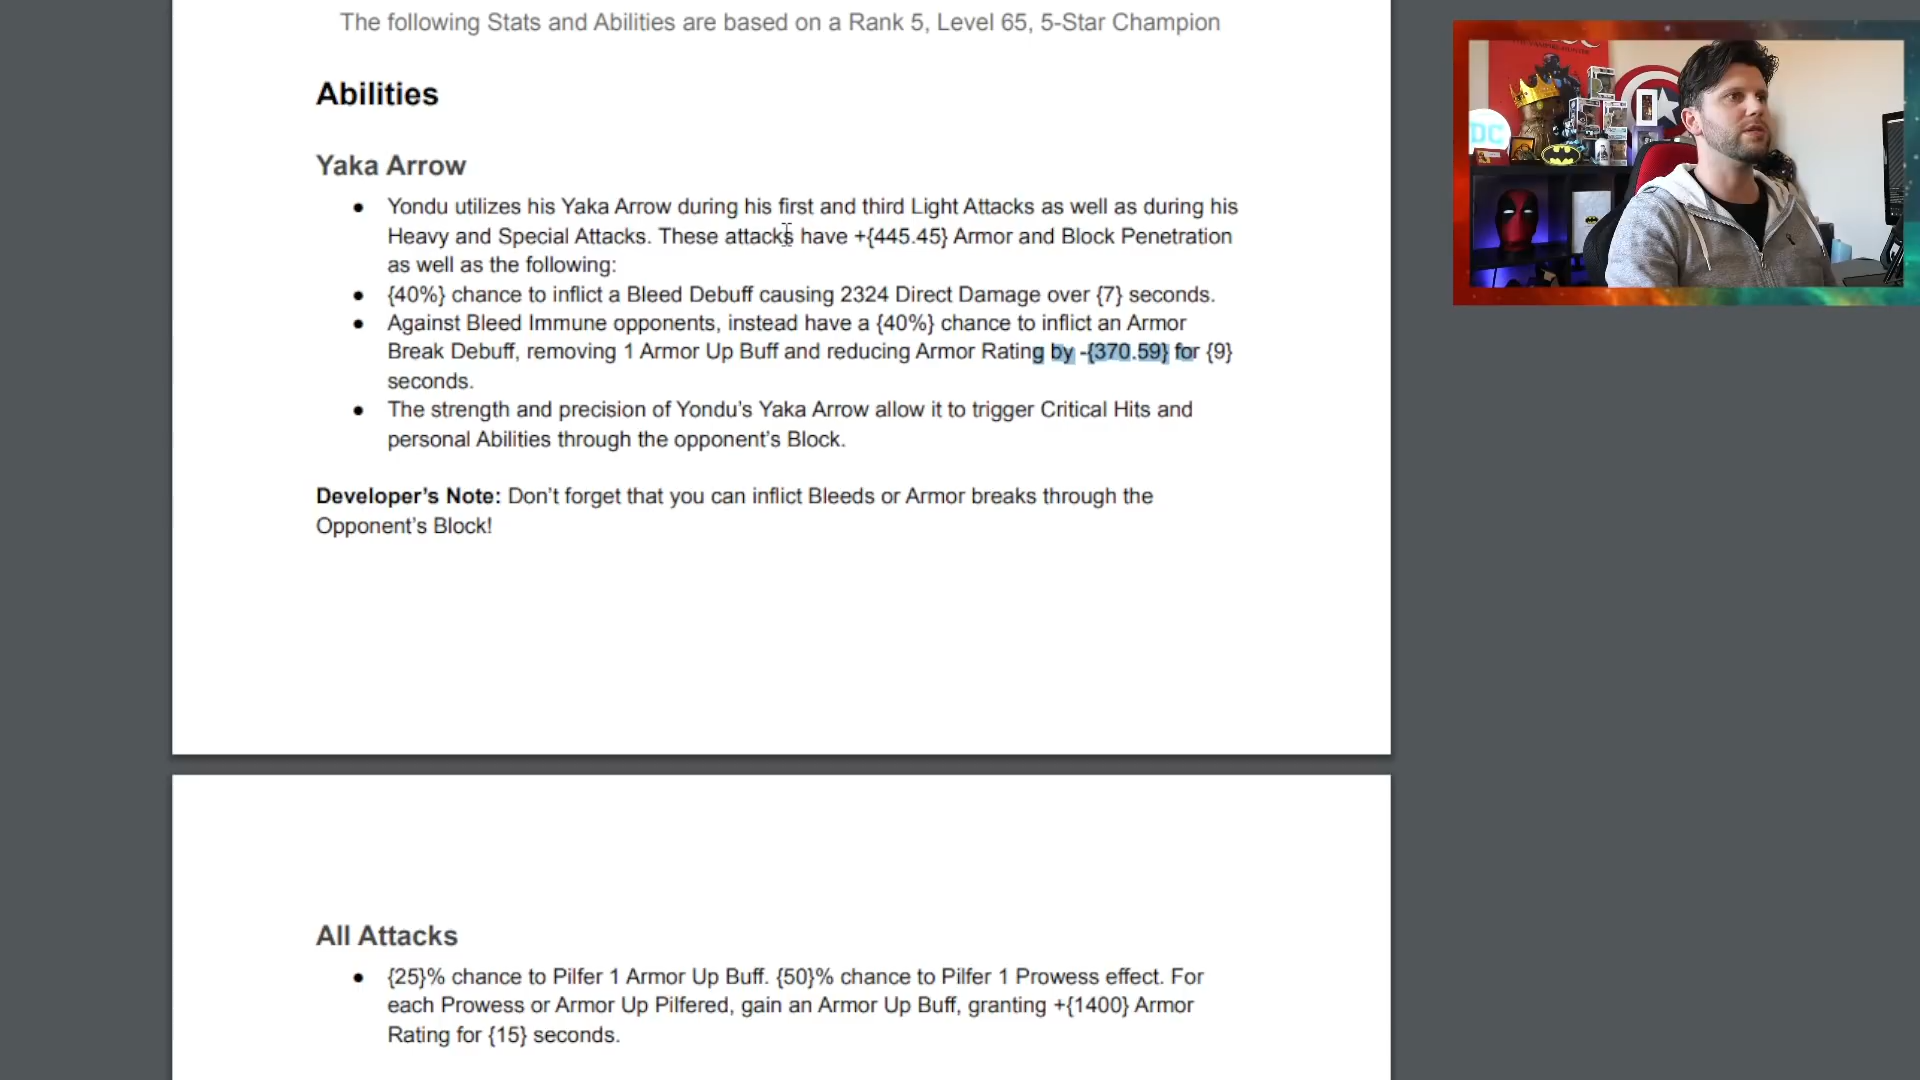 The following Stats and Abilities are based on a Rank 5, Level 65, 5-Star Champion
Abilities
Yaka Arrow
● Yondu utilizes his Yaka Arrow during his first and third Light Attacks as well as during his
Heavy and Special Attacks. These attacks have +{445.45} Armor and Block Penetration
as well as the following:
● {40%} chance to inflict a Bleed Debuff causing 2324 Direct Damage over {7} seconds.
● Against Bleed Immune opponents, instead have a {40%} chance to inflict an Armor
Break Debuff, removing 1 Armor Up Buff and reducing Armor Rating by -{370.59} for {9}
seconds.
● The strength and precision of Yondu's Yaka Arrow allow it to trigger Critical Hits and
personal Abilities through the opponent's Block.
Developer's Note: Don't forget that you can inflict Bleeds or Armor breaks through the
Opponent's Block!
All Attacks
● {25}% chance to Pilfer 1 Armor Up Buff. {50}% chance to Pilfer 1 Prowess effect. For
each Prowess or Armor Up Pilfered, gain an Armor Up Buff, granting +{1400} Armor
Rating for {15} seconds.
DC